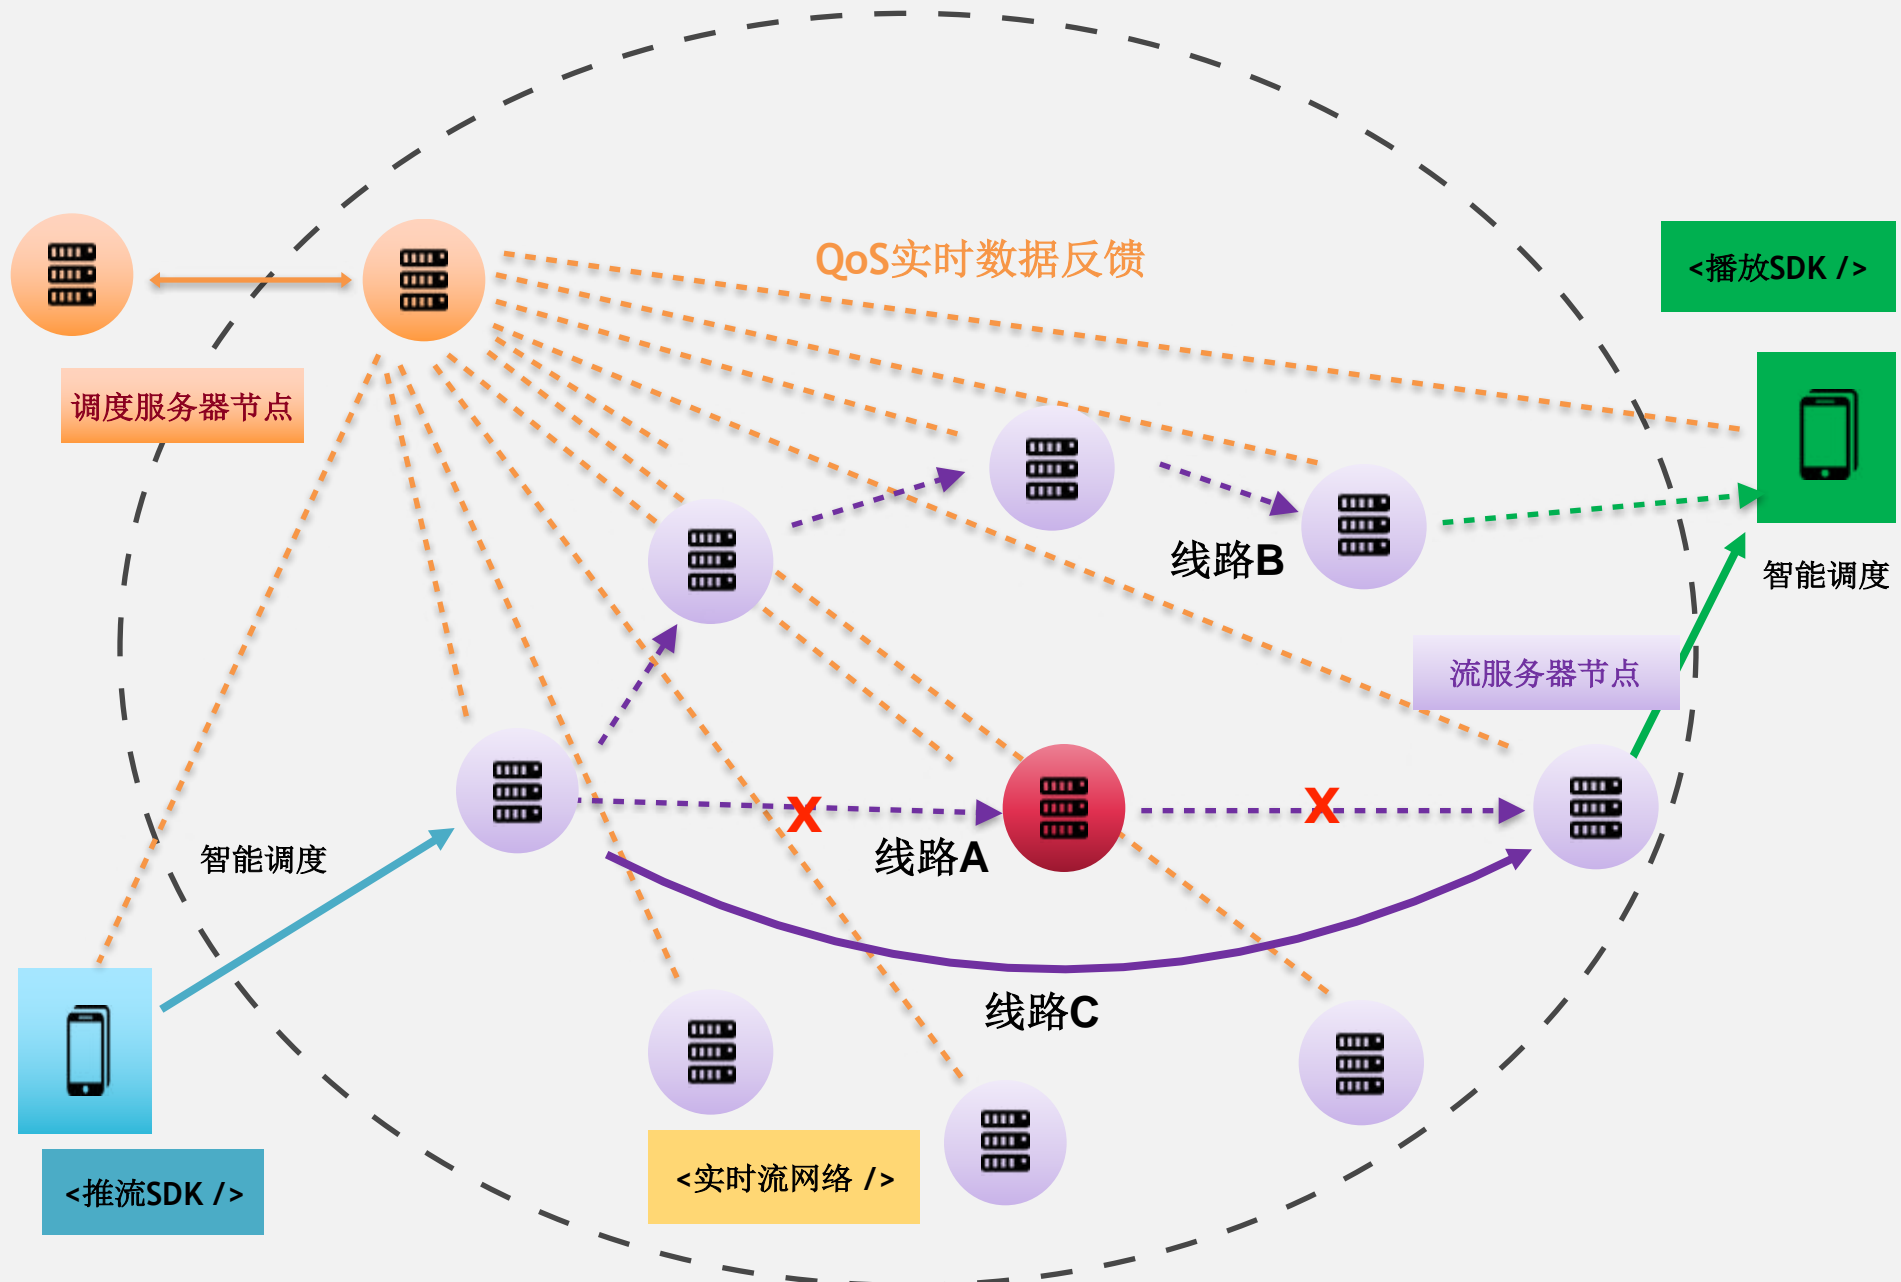 QoS实时数据反馈
<播放SDK />
调度服务器节点
线路B
智能调度
流服务器节点
X
X
线路A
智能调度
线路C
<实时流网络 />
<推流SDK />